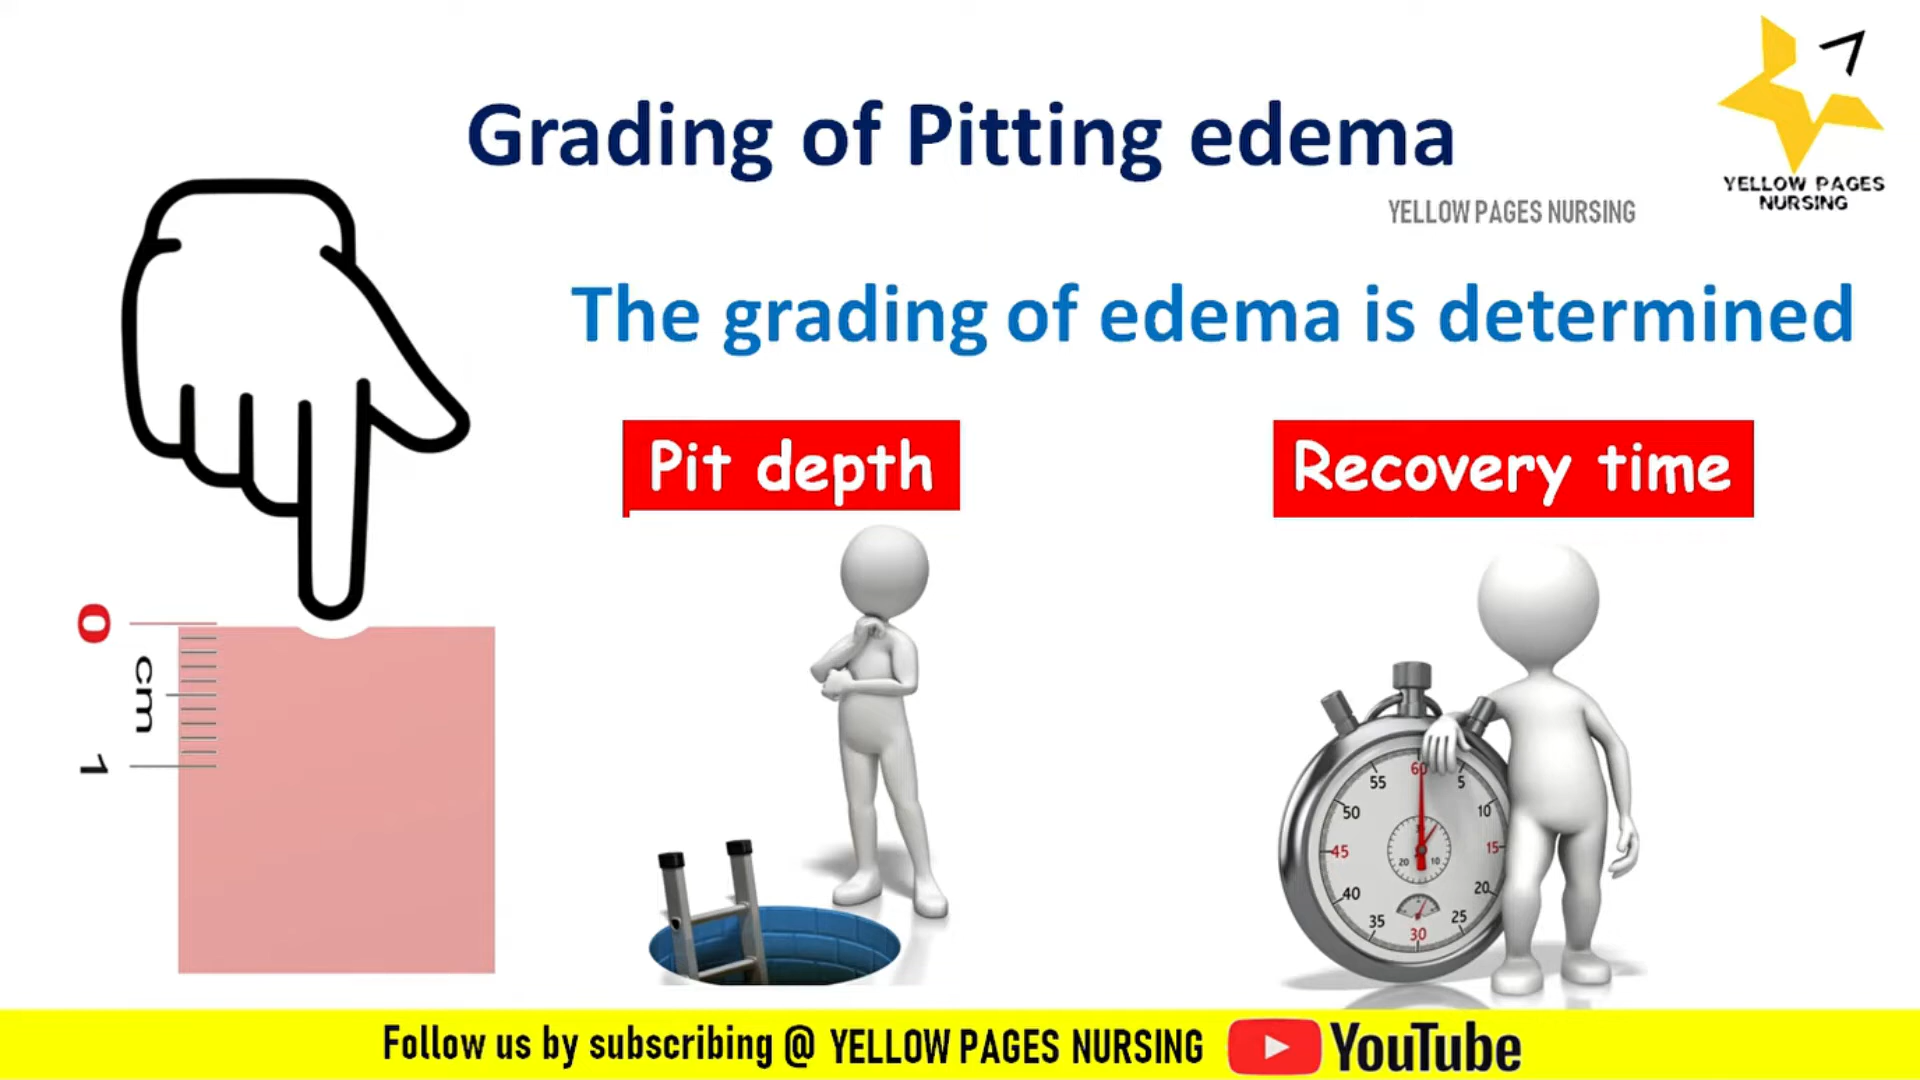 Grading of Pitting edema
YELLOW PAGES
NURSING
YELLOW PAGES NURSING
The grading of edema is determined
Pit depth
Recovery time
0
cm
1
60
55
5
50
10
45
15
40
20
35
25
30
20
10
Follow us by subscribing @ YELLOW PAGES NURSING YouTube